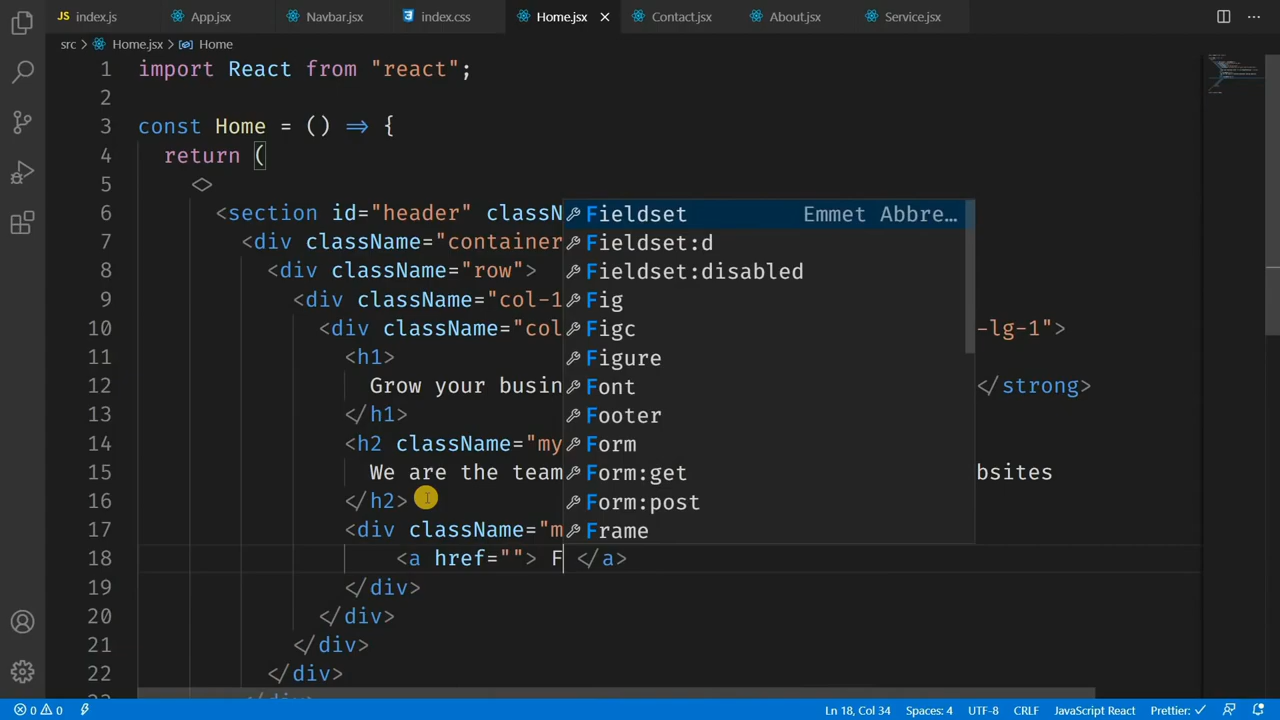 index.js App.jsx Navbar.jsx index.css Home.jsx Contact.jsx About.jsx Service.jsx
src > Home.jsx > Home
1 import React from "react";
2
3 const Home = () => {
4 return (
5 <>
6 <section id="header" classN
7 <div className="container
8 <div className="row">
9 <div className="col-1
10 <div className="col -lg-1">
11 <h1>
12 Grow your busin </strong>
13 </h1>
14 <h2 className="my
15 We are the team bsites
16 </h2>
17 <div className="m
18 <a href=""> F </a>
19 </div>
20 </div>
21 </div>
22 </div>
23 </div>
Fieldset Emmet Abbre…
Fieldset:d
Fieldset:disabled
Fig
Figc
Figure
Font
Footer
Form
Form:get
Form:post
Frame
0 0 Ln 18, Col 34 Spaces: 4 UTF-8 CRLF JavaScript React Prettier: ✓